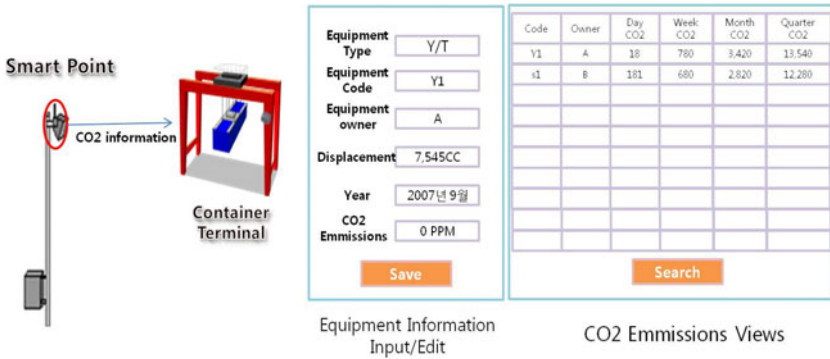 Smart Point
CO2 information
Container
Terminal
Equipment
Type
Y/T
Equipment
Code
Y1
Equipment
owner
A
Displacement
7,545CC
Year
2007년 9월
CO2
Emmissions
0 PPM
Save
Equipment Information
Input/Edit
Code Owner Day CO2 Week CO2 Month CO2 Quarter CO2
Y1 A 18 780 3,420 13,540
s1 B 181 680 2,820 12,280
Search
CO2 Emmissions Views